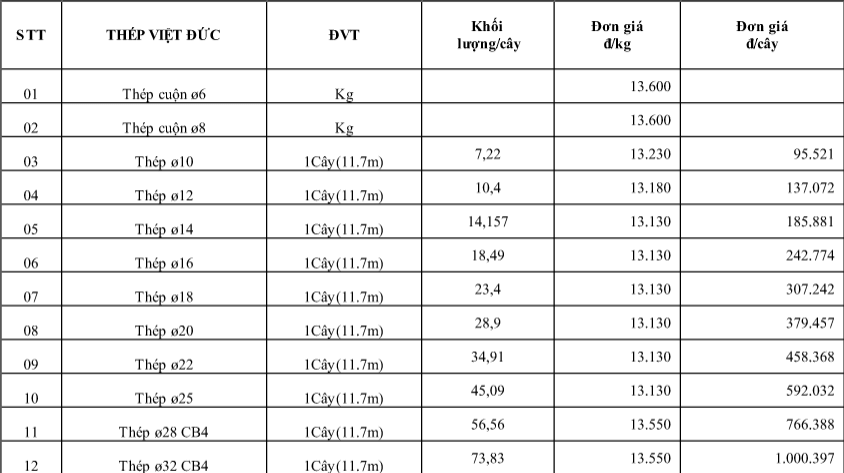 STT THÉP VIỆT ĐỨC ĐVT Khối lượng/cây Đơn giá đ/kg Đơn giá đ/cây
01 Thép cuộn ø6 Kg 13.600
02 Thép cuộn ø8 Kg 13.600
03 Thép ø10 1Cây(11.7m) 7,22 13.230 95.521
04 Thép ø12 1Cây(11.7m) 10,4 13.180 137.072
05 Thép ø14 1Cây(11.7m) 14,157 13.130 185.881
06 Thép ø16 1Cây(11.7m) 18,49 13.130 242.774
07 Thép ø18 1Cây(11.7m) 23,4 13.130 307.242
08 Thép ø20 1Cây(11.7m) 28,9 13.130 379.457
09 Thép ø22 1Cây(11.7m) 34,91 13.130 458.368
10 Thép ø25 1Cây(11.7m) 45,09 13.130 592.032
11 Thép ø28 CB4 1Cây(11.7m) 56,56 13.550 766.388
12 Thép ø32 CB4 1Cây(11.7m) 73,83 13.550 1.000.397